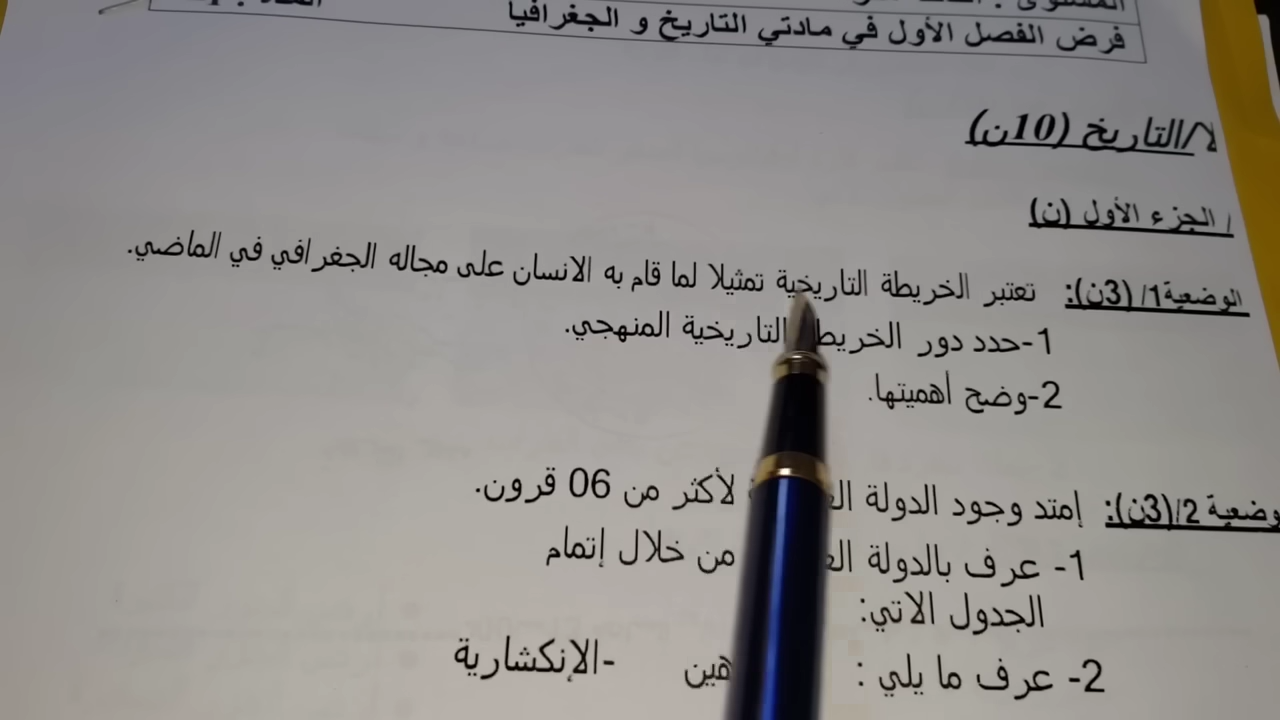 فرض الفصل الأول في مادتي التاريخ و الجغرافيا
/التاريخ (10ن)
/ الجزء الأول (ن)
الوضعية1/ (3ن): تعتبر الخريطة التاريخية تمثيلا لما قام به الانسان على مجاله الجغرافي في الماضي.
1-حدد دور التاريخية المنهجي.
2-وضح أهميتها.
2/(3ن): إمتد وجود الدولة لأكثر من 06 قرون.
1- عرف بالدولة من خلال إتمام
الجدول الاتي:
2- عرف ما يلي : -الإنكشارية